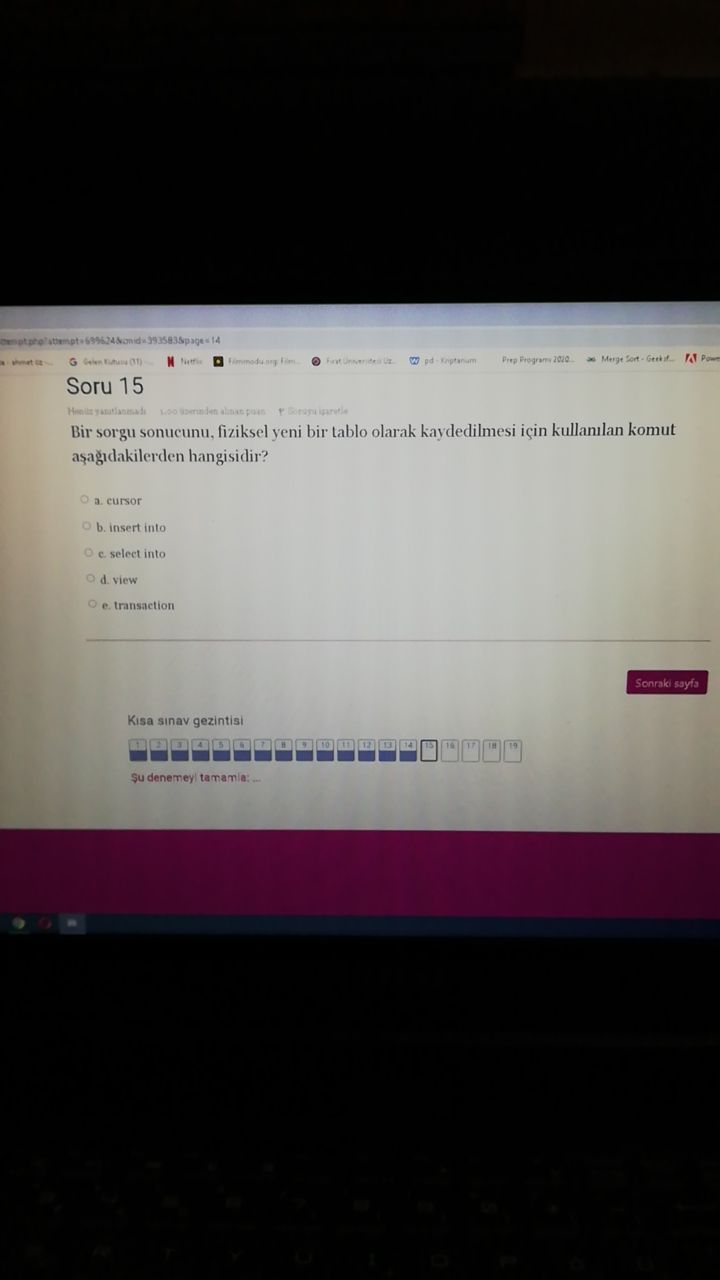 attempt.php?attempt=699624&cmid=393583&page=14
Gelen Kutusu (11) Netflix Filmmodu.org: Film... Fırat Üniversitesi Uz... pd - Kriptarium Prep Programı 2020... Merge Sort - Geeksf... Powe
Soru 15
Henüz yanıtlanmadı 1,00 üzerinden alınan puan Soruyu işaretle
Bir sorgu sonucunu, fiziksel yeni bir tablo olarak kaydedilmesi için kullanılan komut
aşağıdakilerden hangisidir?
a. cursor
b. insert into
c. select into
d. view
e. transaction
Sonraki sayfa
Kısa sınav gezintisi
1 2 3 4 5 6 7 8 9 10 11 12 13 14 15 16 17 18 19
Şu denemeyi tamamla: ...